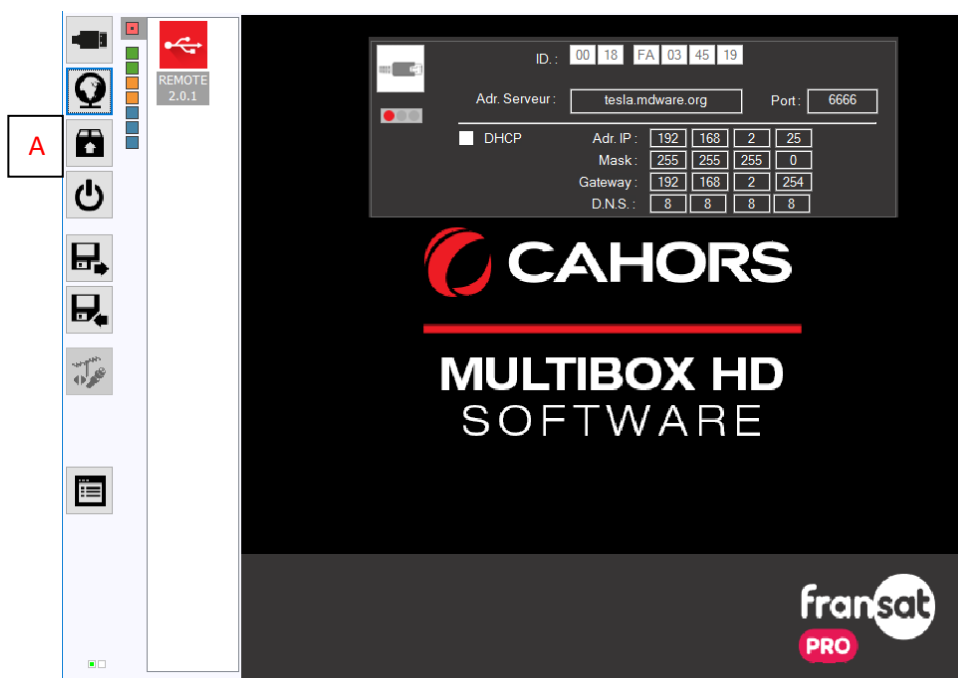 REMOTE
2.0.1
A
ID. : 00 18 FA 03 45 19
Adr. Serveur : tesla.mdware.org Port : 6666
DHCP Adr. IP : 192 168 2 25
Mask : 255 255 255 0
Gateway : 192 168 2 254
D.N.S. : 8 8 8 8
CAHORS
MULTIBOX HD
SOFTWARE
fransat
PRO